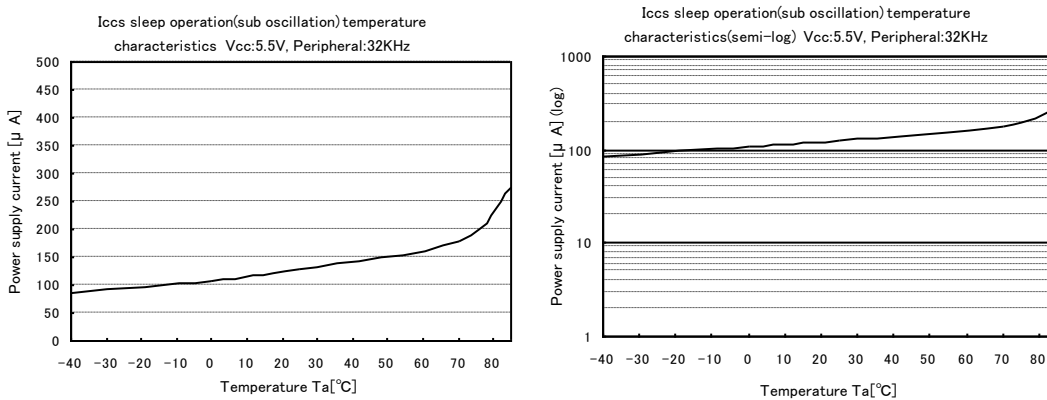 Iccs sleep operation(sub oscillation) temperature
characteristics Vcc:5.5V, Peripheral:32KHz
500
450
400
350
300
250
200
150
100
50
0
Power supply current [μ A]
-40 -30 -20 -10 0 10 20 30 40 50 60 70 80
Temperature Ta[℃]
Iccs sleep operation(sub oscillation) temperature
characteristics(semi-log) Vcc:5.5V, Peripheral:32KHz
1000
100
10
1
Power supply current [μ A] (log)
-40 -30 -20 -10 0 10 20 30 40 50 60 70 80
Temperature Ta[℃]